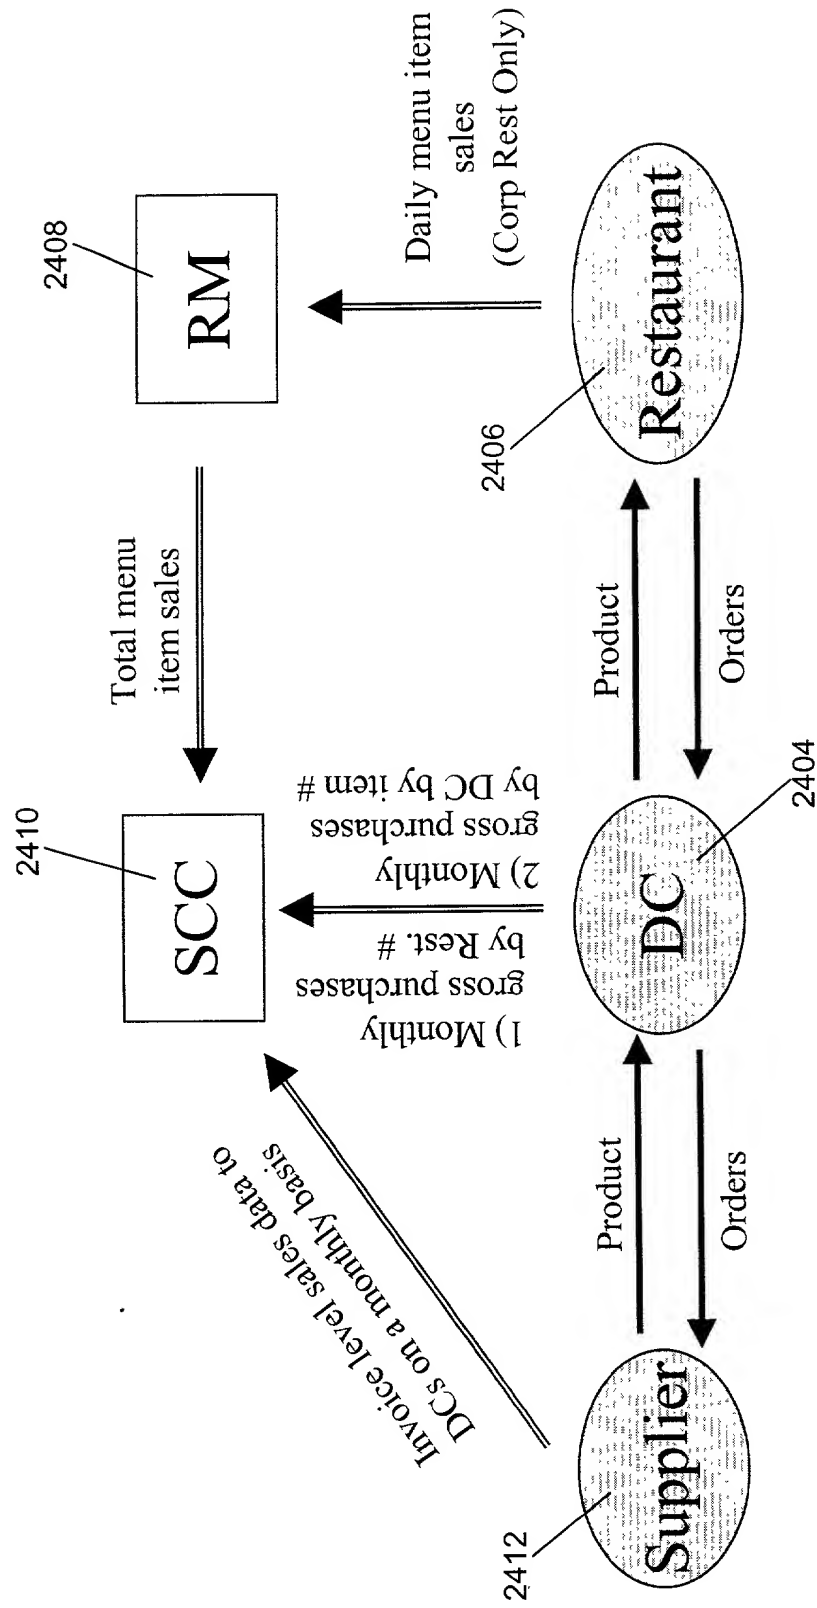 2410
SCC
Total menu
item sales
2408
RM
Invoice level sales data to
DCs on a monthly basis
1) Monthly
gross purchases
by Rest. #
2) Monthly
gross purchases
by DC by item #
Daily menu item
sales
(Corp Rest Only)
2412
Supplier
Product
Orders
DC
2404
Product
Orders
2406
Restaurant